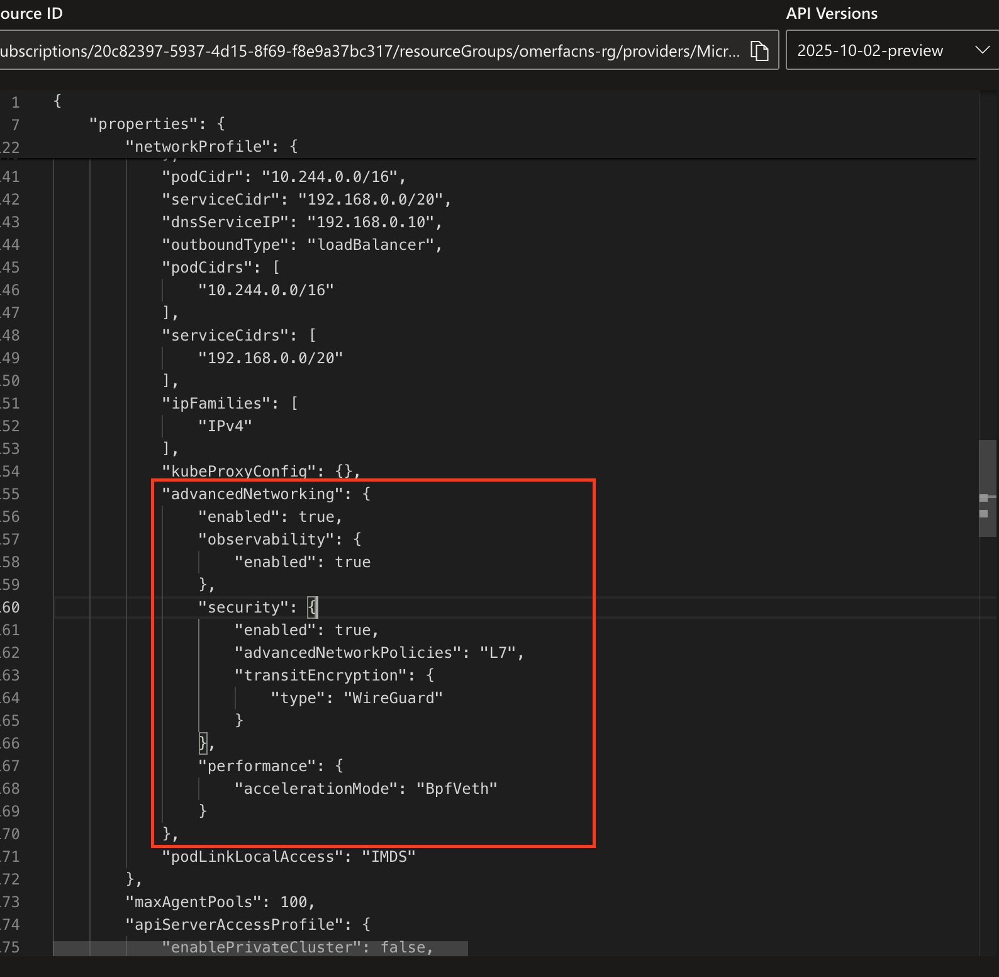 ource ID
API Versions
ubscriptions/20c82397-5937-4d15-8f69-f8e9a37bc317/resourceGroups/omerfacns-rg/providers/Micr...
2025-10-02-preview
1 {
7 "properties": {
22 "networkProfile": {
41 "podCidr": "10.244.0.0/16",
42 "serviceCidr": "192.168.0.0/20",
43 "dnsServiceIP": "192.168.0.10",
44 "outboundType": "loadBalancer",
45 "podCidrs": [
46 "10.244.0.0/16"
47 ],
48 "serviceCidrs": [
49 "192.168.0.0/20"
50 ],
51 "ipFamilies": [
52 "IPv4"
53 ],
54 "kubeProxyConfig": {},
55 "advancedNetworking": {
56 "enabled": true,
57 "observability": {
58 "enabled": true
59 },
60 "security": {
61 "enabled": true,
62 "advancedNetworkPolicies": "L7",
63 "transitEncryption": {
64 "type": "WireGuard"
65 }
66 },
67 "performance": {
68 "accelerationMode": "BpfVeth"
69 }
70 },
71 "podLinkLocalAccess": "IMDS"
72 },
73 "maxAgentPools": 100,
74 "apiServerAccessProfile": {
75 "enablePrivateCluster": false,